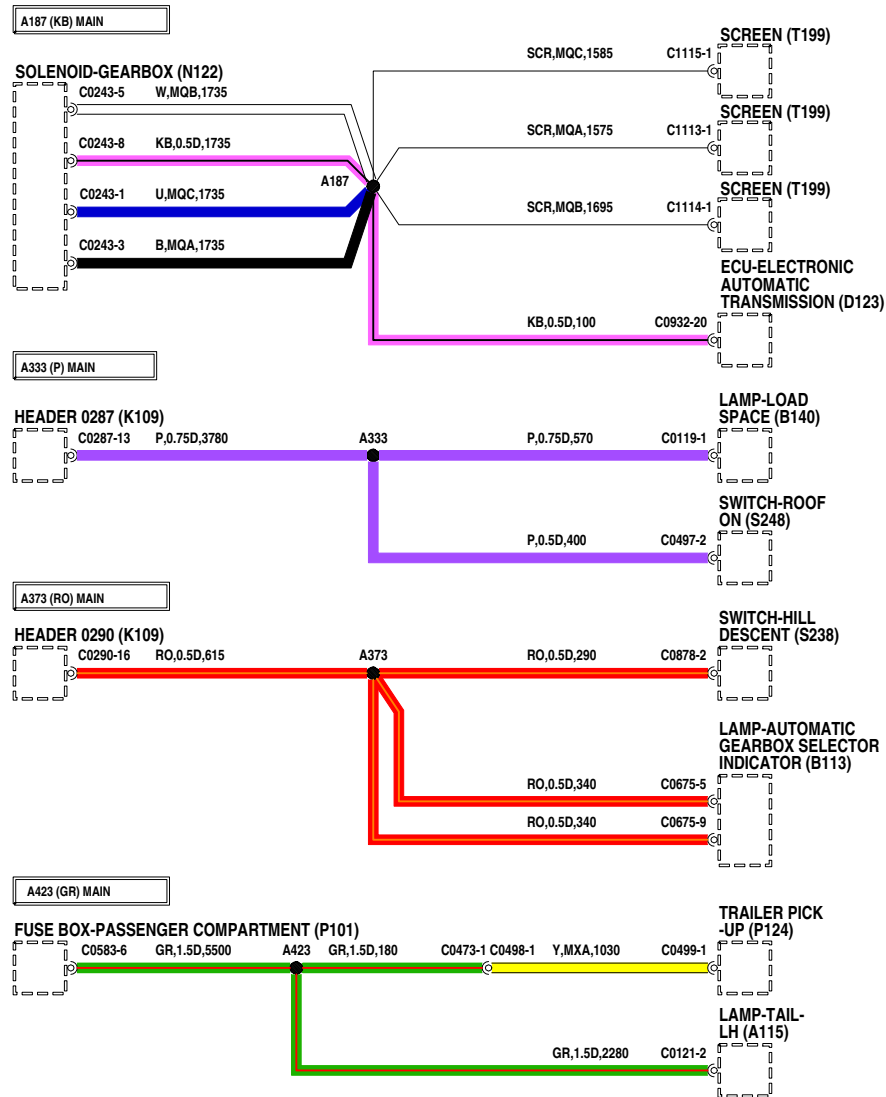 A187 (KB) MAIN
SOLENOID-GEARBOX (N122)
C0243-5 W,MQB,1735
C0243-8 KB,0.5D,1735
C0243-1 U,MQC,1735
C0243-3 B,MQA,1735
A187
SCR,MQC,1585 C1115-1
SCREEN (T199)
SCR,MQA,1575 C1113-1
SCREEN (T199)
SCR,MQB,1695 C1114-1
SCREEN (T199)
KB,0.5D,100 C0932-20
ECU-ELECTRONIC
AUTOMATIC
TRANSMISSION (D123)
A333 (P) MAIN
HEADER 0287 (K109)
C0287-13 P,0.75D,3780 A333 P,0.75D,570 C0119-1
LAMP-LOAD
SPACE (B140)
P,0.5D,400 C0497-2
SWITCH-ROOF
ON (S248)
A373 (RO) MAIN
HEADER 0290 (K109)
C0290-16 RO,0.5D,615 A373 RO,0.5D,290 C0878-2
SWITCH-HILL
DESCENT (S238)
LAMP-AUTOMATIC
GEARBOX SELECTOR
INDICATOR (B113)
RO,0.5D,340 C0675-5
RO,0.5D,340 C0675-9
A423 (GR) MAIN
FUSE BOX-PASSENGER COMPARTMENT (P101)
C0583-6 GR,1.5D,5500 A423 GR,1.5D,180 C0473-1 C0498-1 Y,MXA,1030 C0499-1
TRAILER PICK
-UP (P124)
GR,1.5D,2280 C0121-2
LAMP-TAIL-
LH (A115)